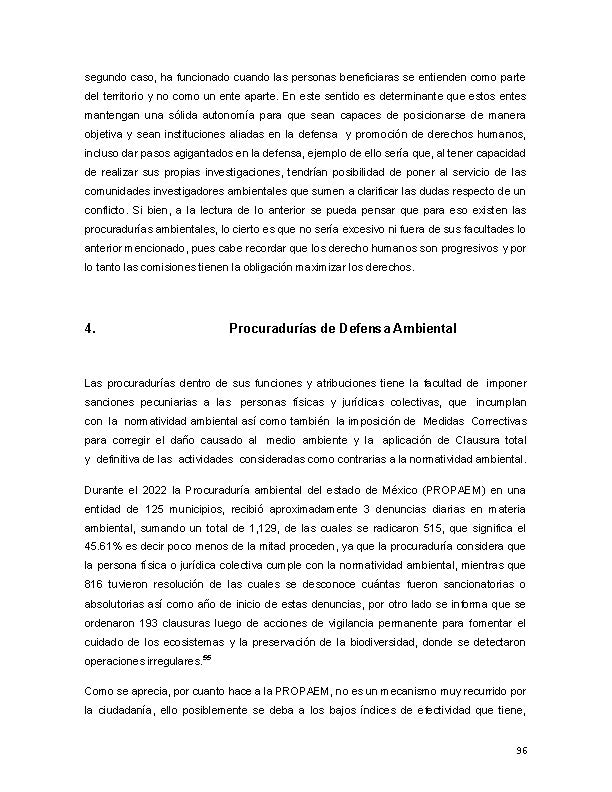 segundo caso, ha funcionado cuando las personas beneficiaras se entienden como parte
del territorio y no como un ente aparte. En este sentido es determinante que estos entes
mantengan una sólida autonomía para que sean capaces de posicionarse de manera
objetiva y sean instituciones aliadas en la defensa y promoción de derechos humanos,
incluso dar pasos agigantados en la defensa, ejemplo de ello sería que, al tener capacidad
de realizar sus propias investigaciones, tendrían posibilidad de poner al servicio de las
comunidades investigadores ambientales que sumen a clarificar las dudas respecto de un
conflicto. Si bien, a la lectura de lo anterior se pueda pensar que para eso existen las
procuradurías ambientales, lo cierto es que no sería excesivo ni fuera de sus facultades lo
anterior mencionado, pues cabe recordar que los derecho humanos son progresivos y por
lo tanto las comisiones tienen la obligación maximizar los derechos.
4. Procuradurías de Defensa Ambiental
Las procuradurías dentro de sus funciones y atribuciones tiene la facultad de imponer
sanciones pecuniarias a las personas físicas y jurídicas colectivas, que incumplan
con la normatividad ambiental así como también la imposición de Medidas Correctivas
para corregir el daño causado al medio ambiente y la aplicación de Clausura total
y definitiva de las actividades consideradas como contrarias a la normatividad ambiental.
Durante el 2022 la Procuraduría ambiental del estado de México (PROPAEM) en una
entidad de 125 municipios, recibió aproximadamente 3 denuncias diarias en materia
ambiental, sumando un total de 1,129, de las cuales se radicaron 515, que significa el
45.61% es decir poco menos de la mitad proceden, ya que la procuraduría considera que
la persona física o jurídica colectiva cumple con la normatividad ambiental, mientras que
816 tuvieron resolución de las cuales se desconoce cuántas fueron sancionatorias o
absolutorias así como año de inicio de estas denuncias, por otro lado se informa que se
ordenaron 193 clausuras luego de acciones de vigilancia permanente para fomentar el
cuidado de los ecosistemas y la preservación de la biodiversidad, donde se detectaron
operaciones irregulares.55
Como se aprecia, por cuanto hace a la PROPAEM, no es un mecanismo muy recurrido por
la ciudadanía, ello posiblemente se deba a los bajos índices de efectividad que tiene,
96